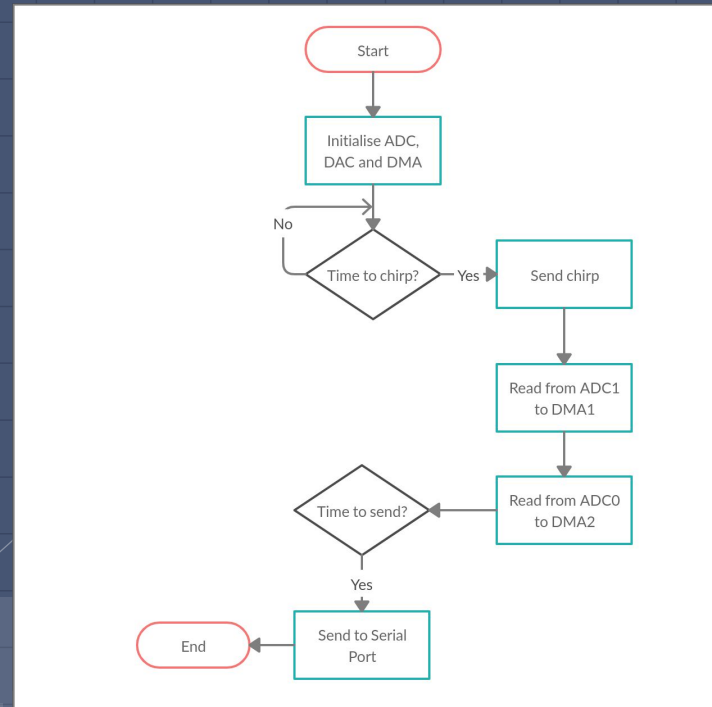 Start
Initialise ADC,
DAC and DMA
No
Time to chirp?
Yes
Send chirp
Read from ADC1
to DMA1
Read from ADC0
to DMA2
Time to send?
Yes
Send to Serial
Port
End